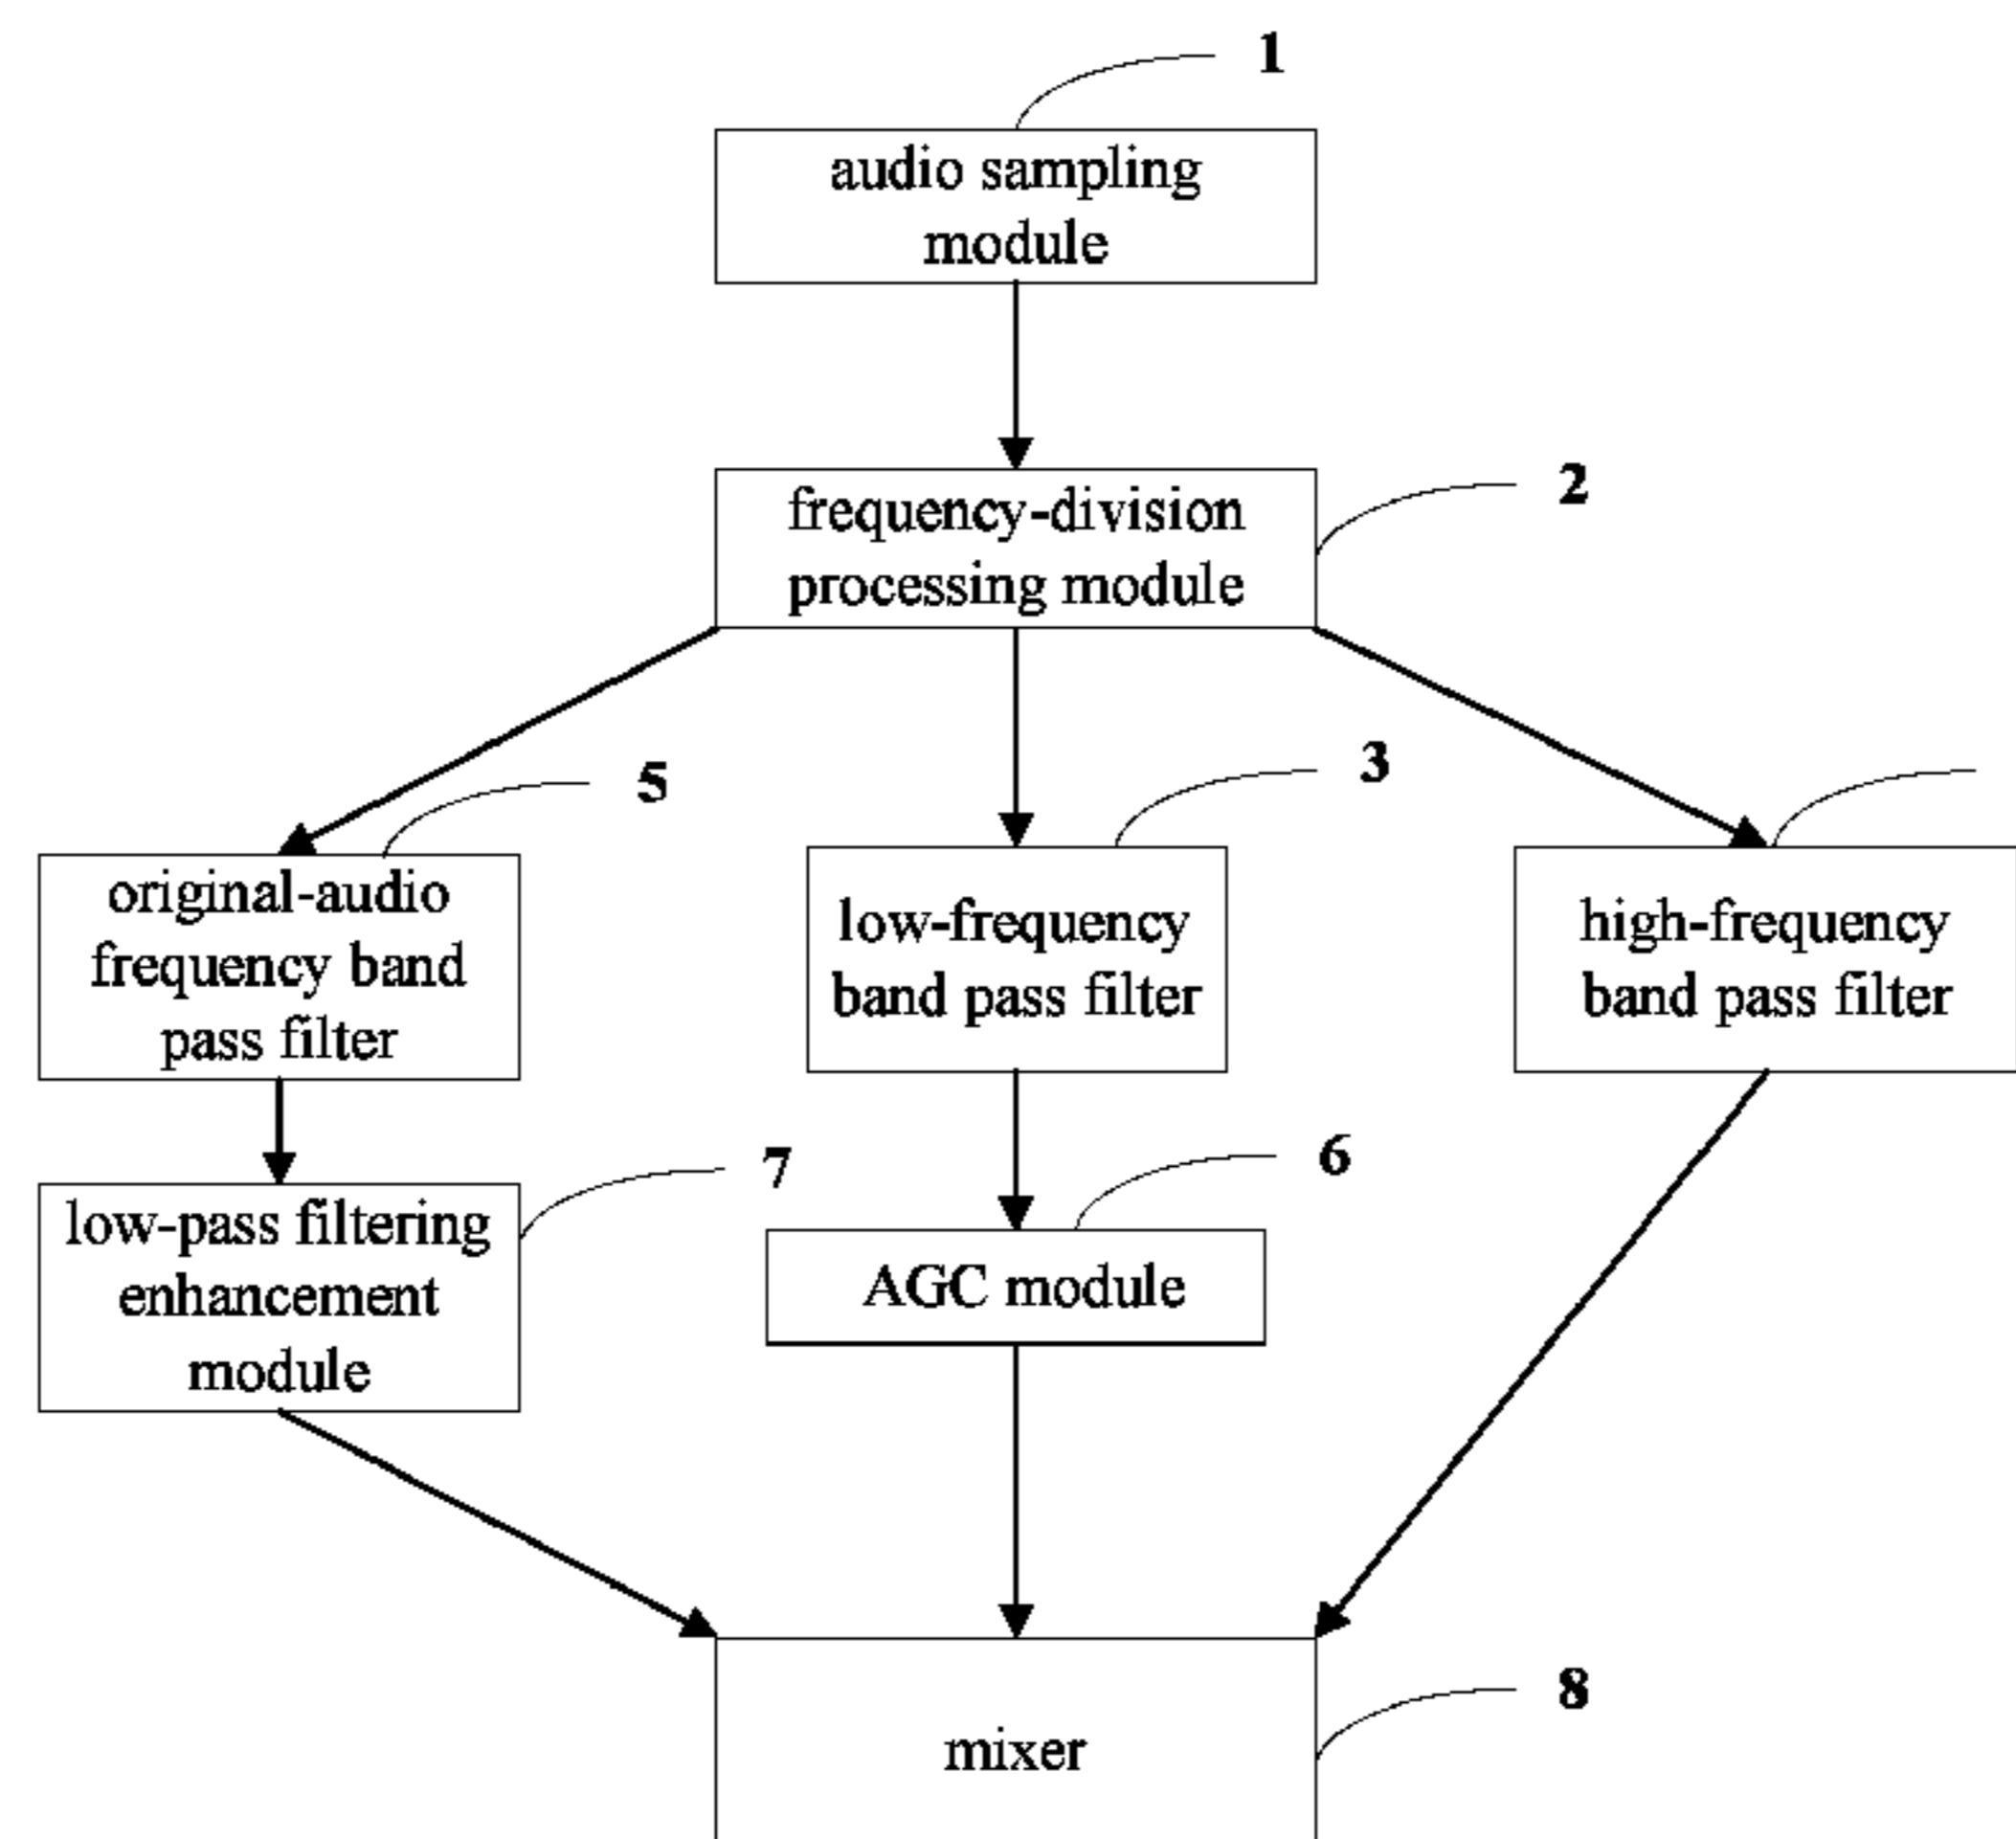 1
audio sampling
module
2
frequency-division
processing module
5
3
original-audio
frequency band
pass filter
low-frequency
band pass filter
high-frequency
band pass filter
7
6
low-pass filtering
enhancement
module
AGC module
8
mixer